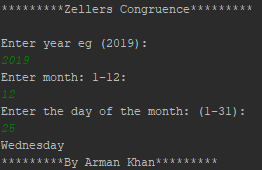 *********Zellers Congruence*********
Enter year eg (2019):
2019
Enter month: 1-12:
12
Enter the day of the month: (1-31):
25
Wednesday
*********By Arman Khan*********